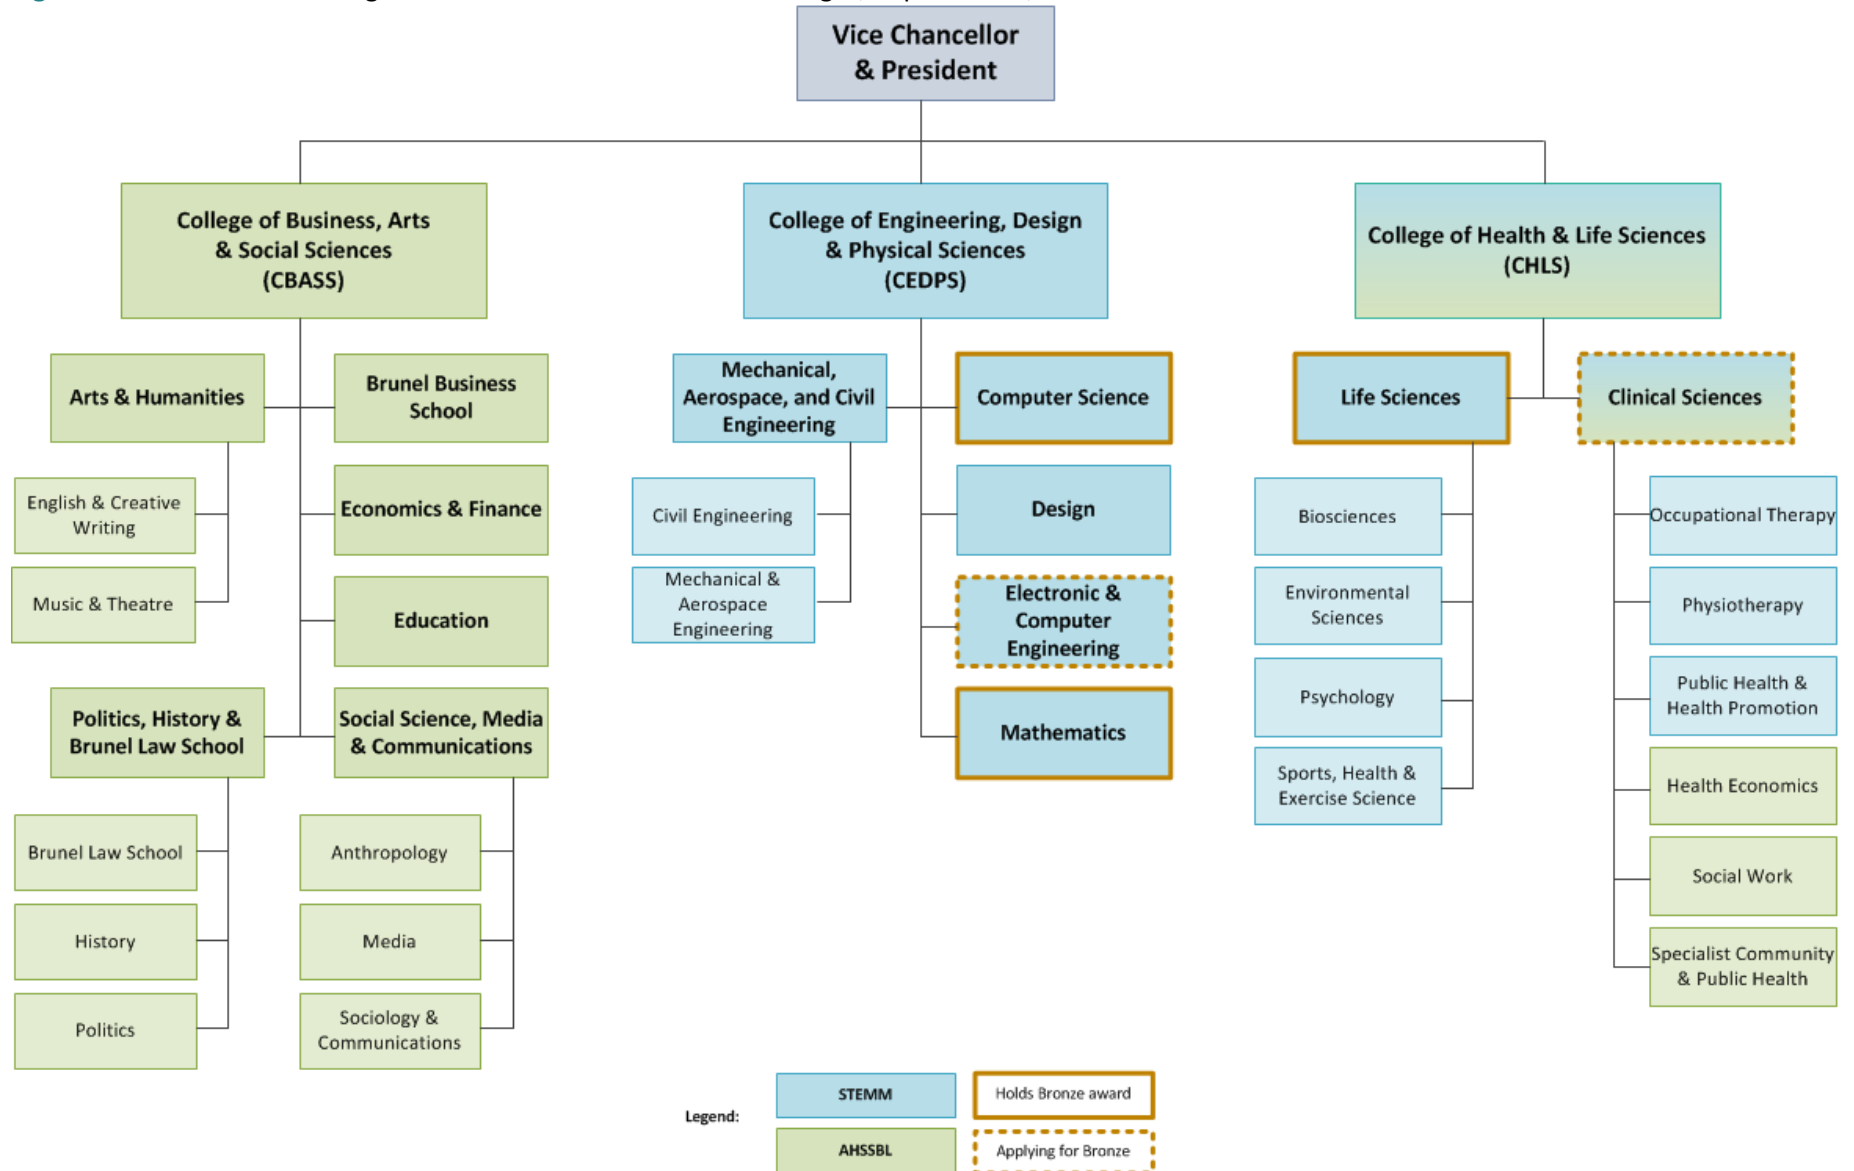 Vice Chancellor
& President
College of Business, Arts
& Social Sciences
(CBASS)
College of Engineering, Design
& Physical Sciences
(CEDPS)
College of Health & Life Sciences
(CHLS)
Arts & Humanities
Brunel Business
School
Mechanical,
Aerospace, and Civil
Engineering
Computer Science
Life Sciences
Clinical Sciences
English & Creative
Writing
Economics & Finance
Civil Engineering
Design
Biosciences
Occupational Therapy
Music & Theatre
Education
Mechanical &
Aerospace
Engineering
Electronic &
Computer
Engineering
Environmental
Sciences
Physiotherapy
Politics, History &
Brunel Law School
Social Science, Media
& Communications
Mathematics
Psychology
Public Health &
Health Promotion
Sports, Health &
Exercise Science
Health Economics
Brunel Law School
Anthropology
Social Work
History
Media
Specialist Community
& Public Health
Politics
Sociology &
Communications
Legend:
STEMM
Holds Bronze award
AHSSBL
Applying for Bronze